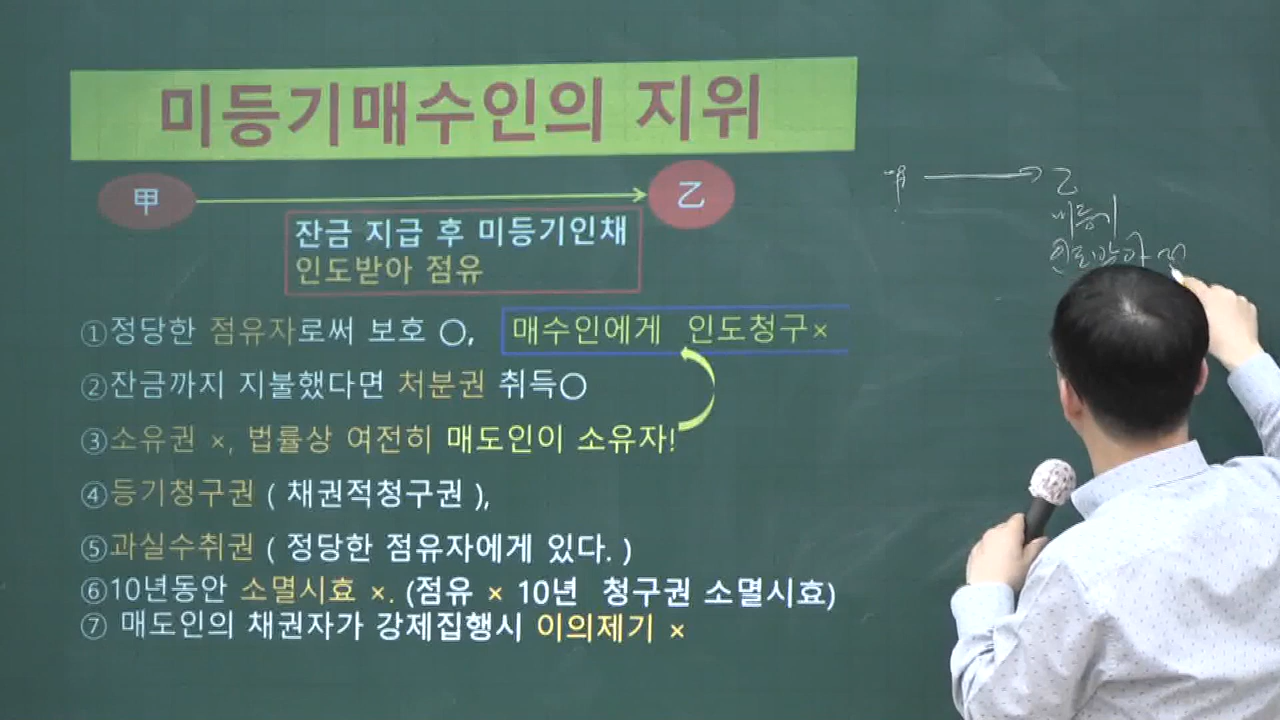 미등기매수인의 지위
甲 乙
잔금 지급 후 미등기인채
인도받아 점유
①정당한 점유자로써 보호 ○, 매수인에게 인도청구×
②잔금까지 지불했다면 처분권 취득○
③소유권 ×, 법률상 여전히 매도인이 소유자!
④등기청구권 ( 채권적청구권 ),
⑤과실수취권 ( 정당한 점유자에게 있다. )
⑥10년동안 소멸시효 ×. (점유 × 10년 청구권 소멸시효)
⑦ 매도인의 채권자가 강제집행시 이의제기 ×
甲 乙
미등기
인도받아